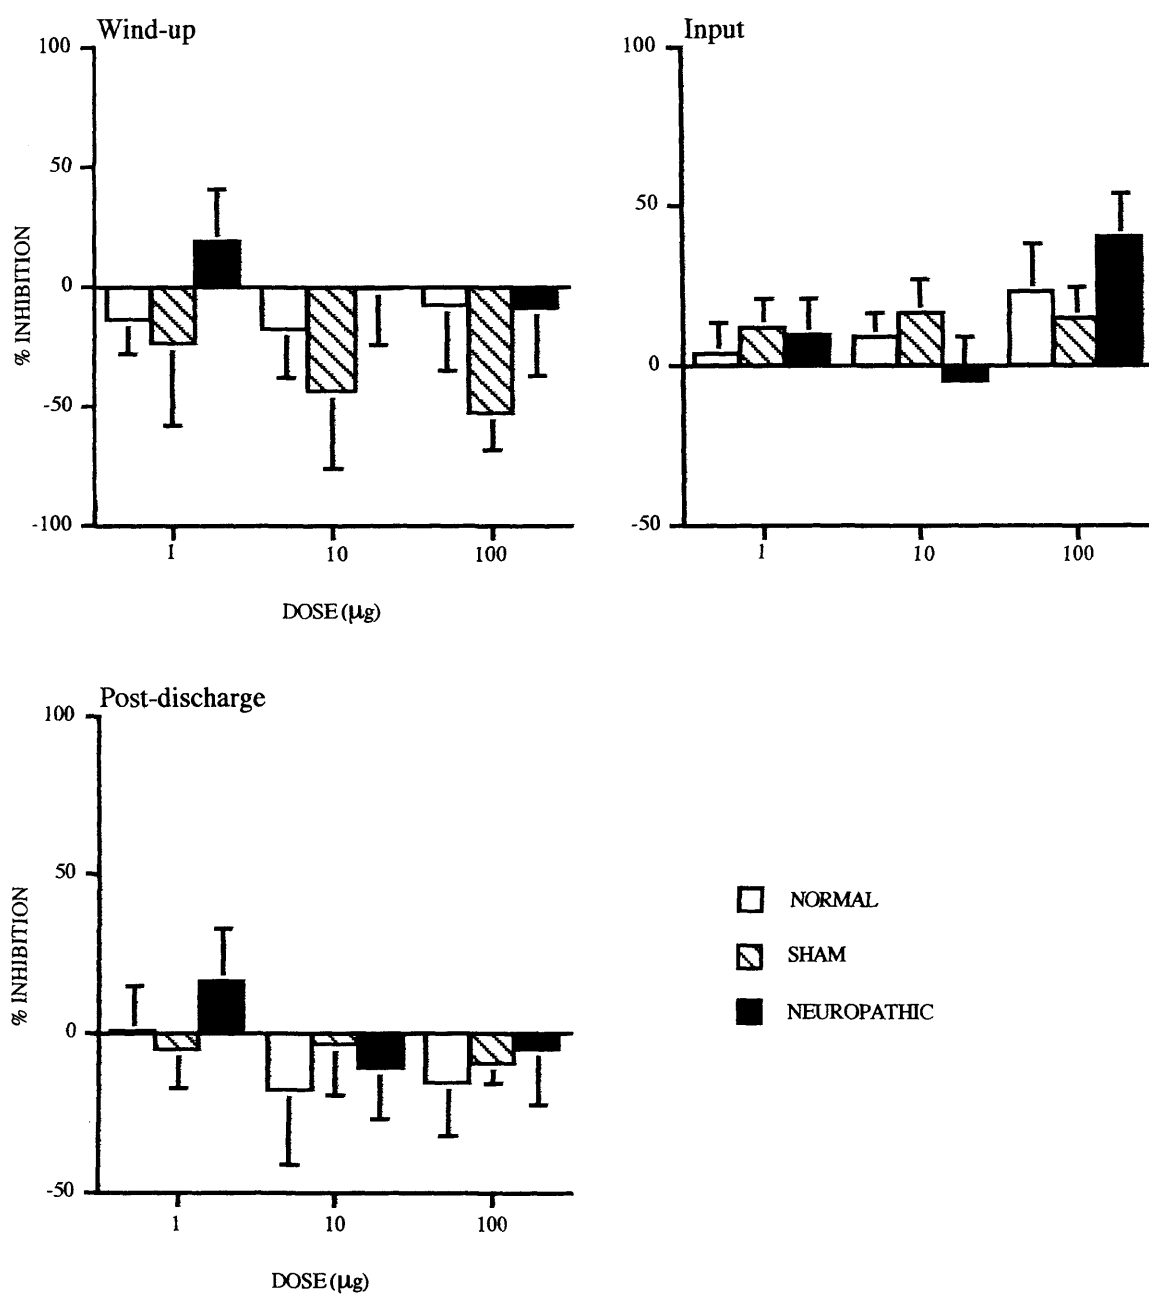 Wind-up
100
50
0
-50
-100
% INHIBITION
1
10
100
DOSE (µg)
Input
100
50
0
-50
1
10
100
Post-discharge
100
50
0
-50
% INHIBITION
1
10
100
DOSE (µg)
NORMAL
SHAM
NEUROPATHIC